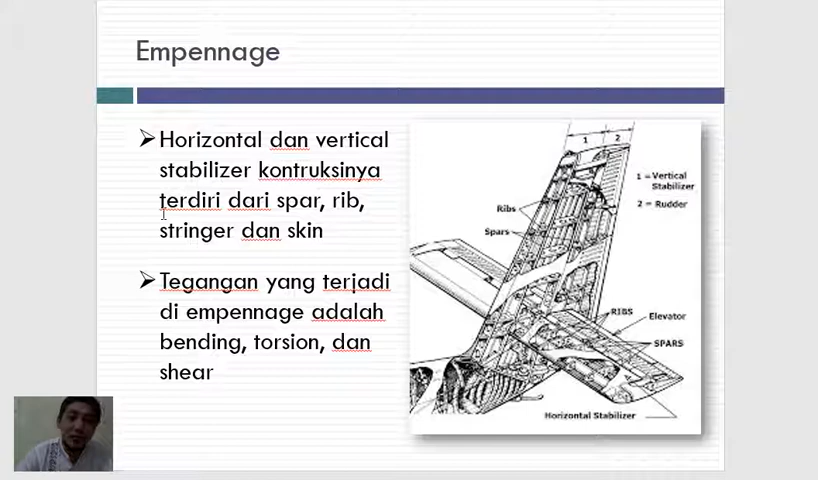 Empennage
Horizontal dan vertical
stabilizer kontruksinya
terdiri dari spar, rib,
stringer dan skin
Tegangan yang terjadi
di empennage adalah
bending, torsion, dan
shear
1 2
1 = Vertical
Stabilizer
2 = Rudder
Ribs
Spars
RIBS
Elevator
SPARS
Horizontal Stabilizer